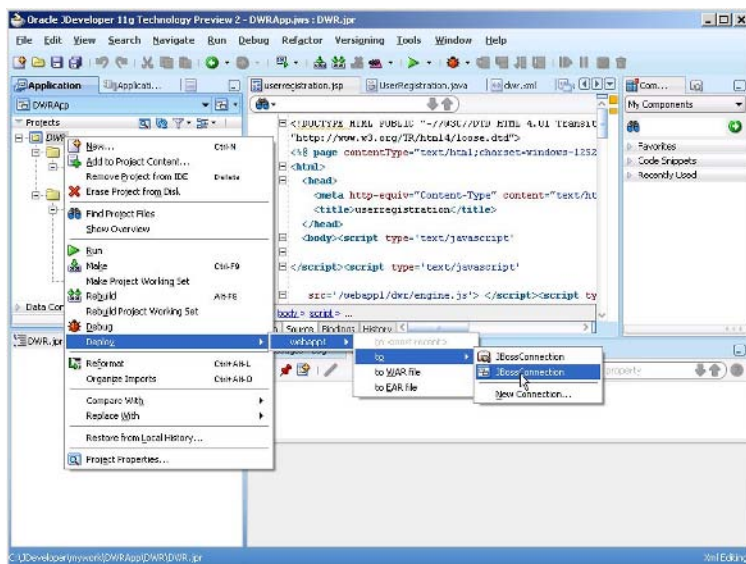 Oracle JDeveloper 11g Technology Preview 2 - DWRApp.jws : DWR.jpr
File Edit View Search Navigate Run Debug Refactor Versioning Tools Window Help
Application Applicati...
userregistration.jsp UserRegistration.java dwr.xml
Com...
DWRApp
My Components
Projects
Favorites
Code Snippets
Recently Used
DWR
<!DOCTYPE HTML PUBLIC "-//W3C//DTD HTML 4.01 Transit
"http://www.w3.org/TR/html4/loose.dtd">
<%@ page contentType="text/html;charset=windows-1252
<html>
<head>
<meta http-equiv="Content-Type" content="text/ht
<title>userregistration</title>
</head>
<body><script type='text/javascript'
</script><script type='text/javascript'
src='/webapp1/dwr/engine.js'> </script><script ty
body > script > ...
Source Bindings History
New... Ctrl-N
Add to Project Content...
Remove Project from IDE Delete
Erase Project from Disk
Find Project Files
Show Overview
Run
Make Ctrl-F9
Make Project Working Set
Rebuild Alt-F9
Rebuild Project Working Set
Debug
Deploy
Reformat Ctrl+Alt-L
Organize Imports Ctrl+Alt-O
Compare With
Replace With
Restore from Local History...
Project Properties...
Data Cor
DWR.jpr
webapp1
to <most recent>
to
to WAR file
to EAR file
JBossConnection
JBossConnection
New Connection...
property
C:\JDeveloper\mywork\DWRApp\DWR\DWR.jpr
Xml Editing